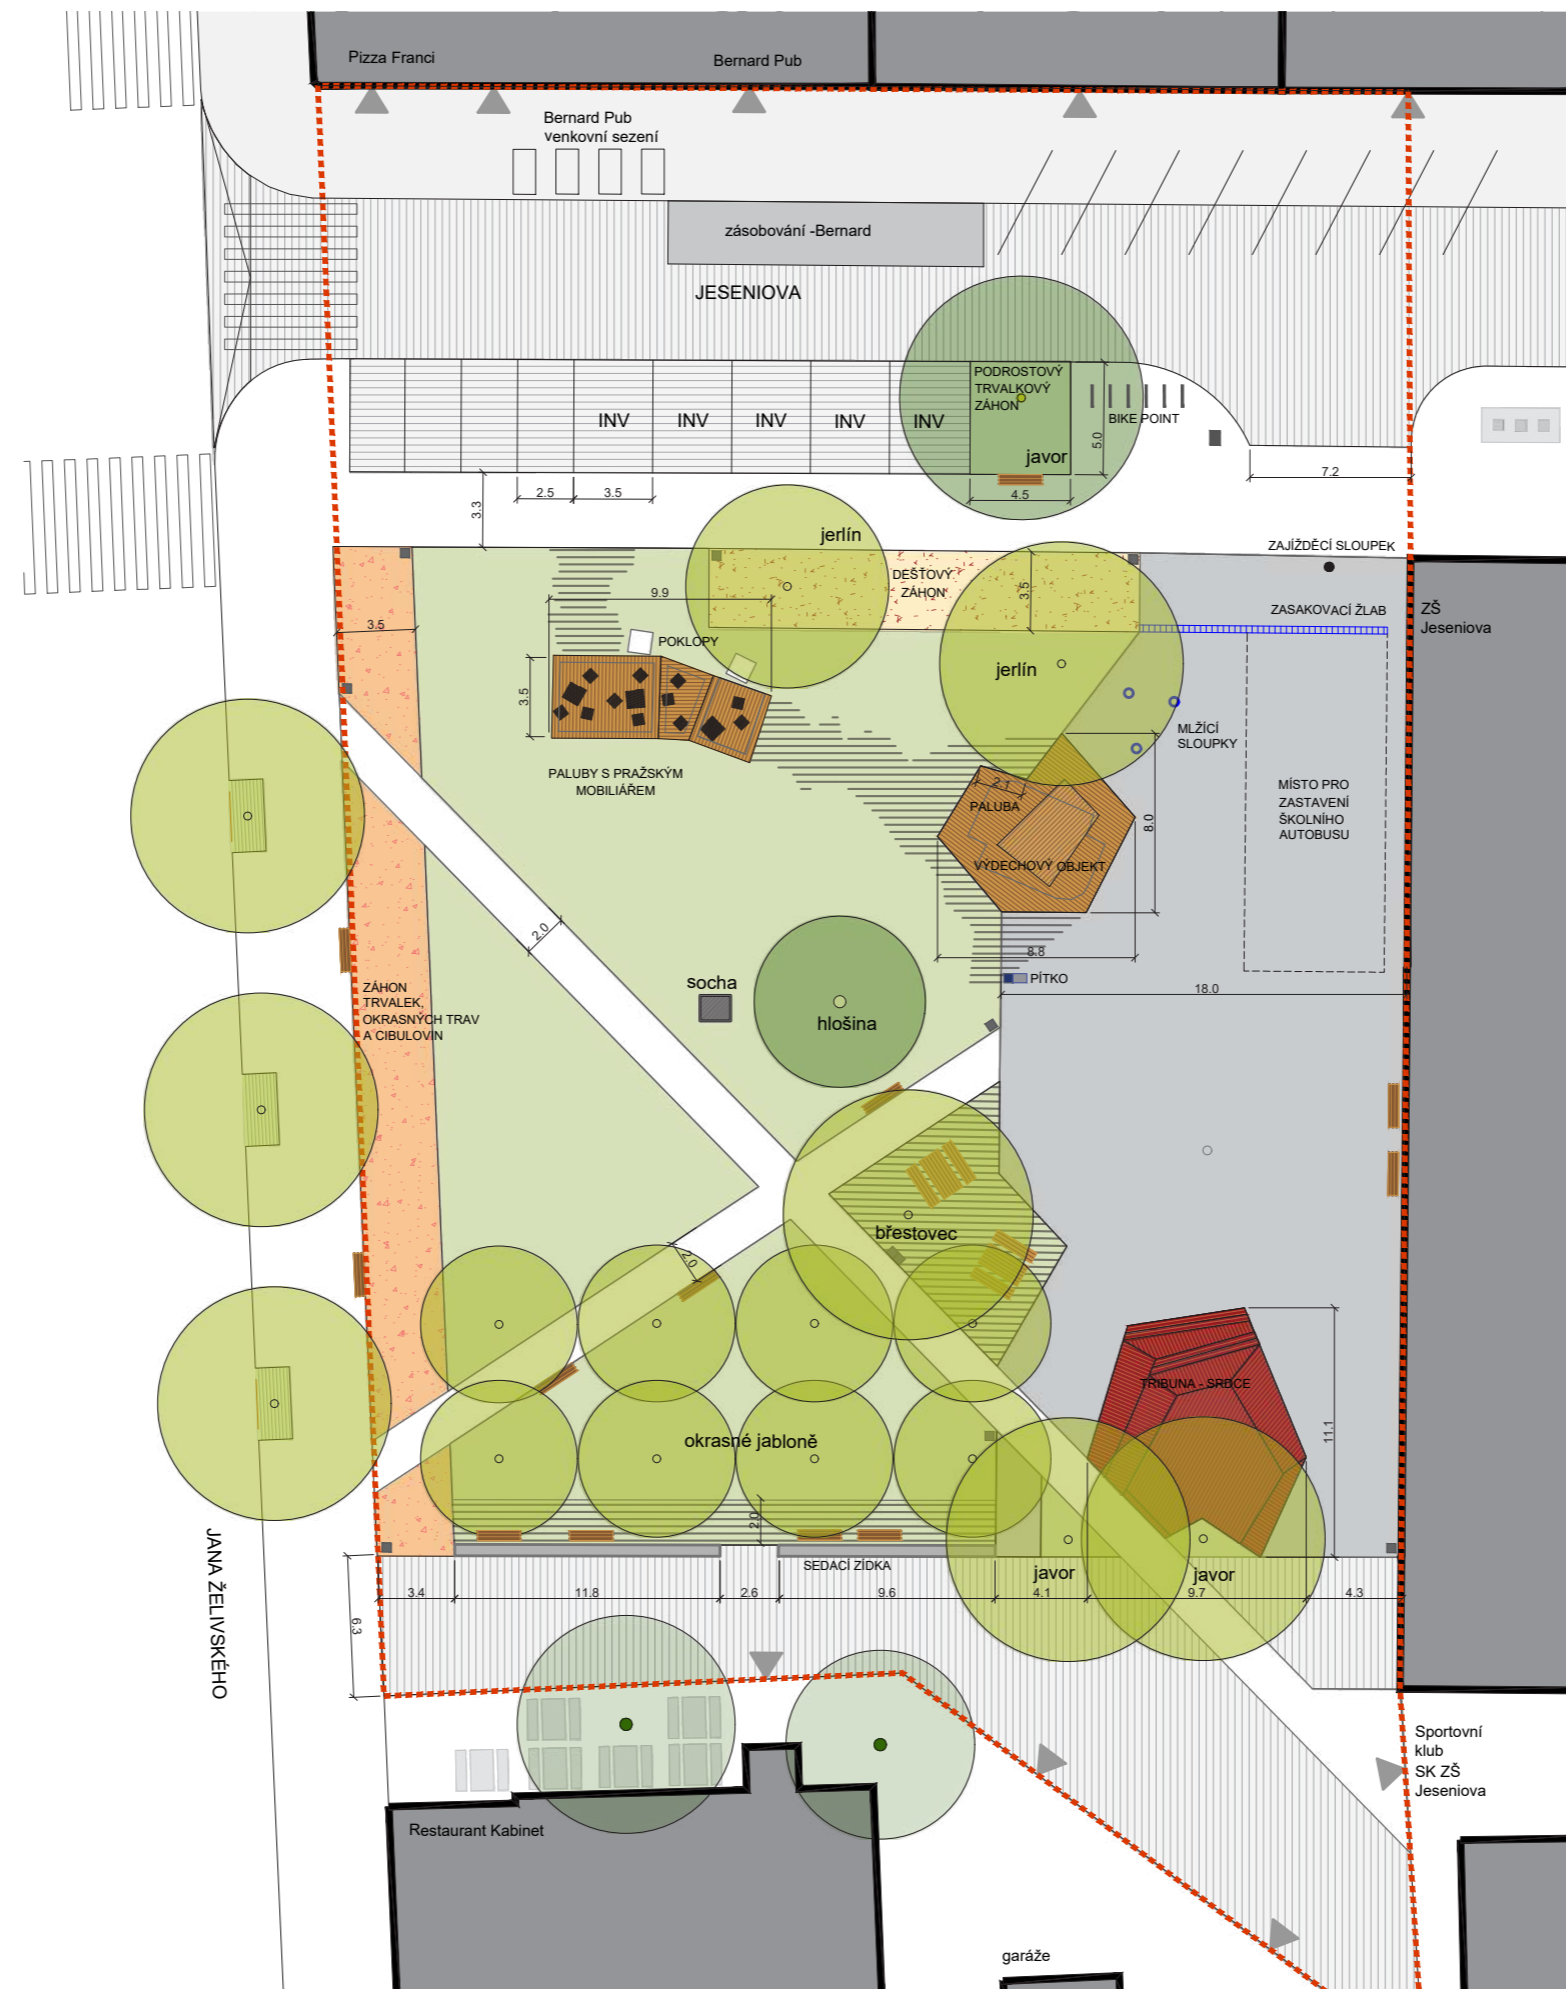 Pizza Franci
Bernard Pub
Bernard Pub
venkovní sezení
zásobování -Bernard
JESENIOVA
PODROSTOVÝ
TRVALKOVÝ
ZÁHON
INV
INV
INV
INV
INV
BIKE POINT
javor
5.0
7.2
2.5
3.5
4.5
3.3
jerlín
ZAJÍŽDĚCÍ SLOUPEK
DEŠŤOVÝ
ZÁHON
3.5
9.9
ZASAKOVACÍ ŽLAB
ZŠ
Jeseniova
3.5
POKLOPY
jerlín
3.5
MLŽÍCÍ
SLOUPKY
PALUBY S PRAŽSKÝM
MOBILIÁŘEM
2.1
PALUBA
MÍSTO PRO
ZASTAVENÍ
ŠKOLNÍHO
AUTOBUSU
8.0
VÝDECHOVÝ OBJEKT
2.0
8.8
PÍTKO
socha
18.0
ZÁHON
TRVALEK,
OKRASNÝCH TRAV
A CIBULOVIN
hlošina
břestovec
2.0
TRIBUNA - SRDCE
11.1
okrasné jabloně
2.0
SEDACÍ ZÍDKA
javor
javor
3.4
11.8
2.6
9.6
4.1
9.7
4.3
6.3
JANA ŽELIVSKÉHO
Sportovní
klub
SK ZŠ
Jeseniova
Restaurant Kabinet
garáže